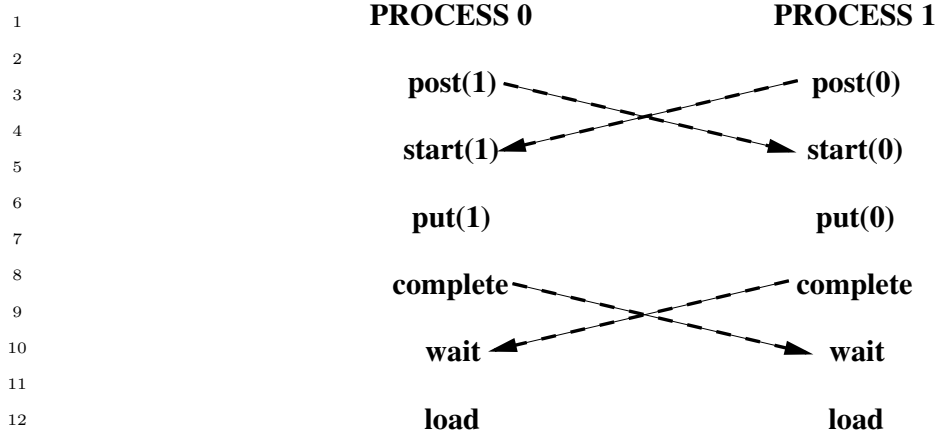 1 PROCESS 0 PROCESS 1
2
3 post(1) post(0)
4
5 start(1) start(0)
6 put(1) put(0)
7
8 complete complete
9
10 wait wait
11
12 load load